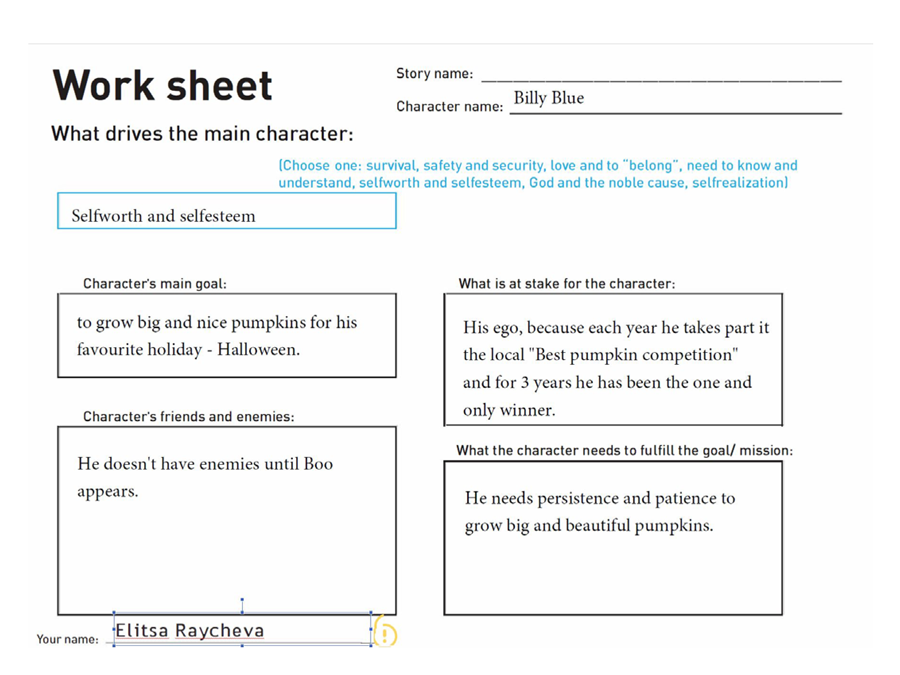 Work sheet
Story name:
Character name: Billy Blue
What drives the main character:
(Choose one: survival, safety and security, love and to "belong", need to know and
understand, selfworth and selfesteem, God and the noble cause, selfrealization)
Selfworth and selfesteem
Character's main goal:
to grow big and nice pumpkins for his
favourite holiday - Halloween.
What is at stake for the character:
His ego, because each year he takes part it
the local "Best pumpkin competition"
and for 3 years he has been the one and
only winner.
Character's friends and enemies:
He doesn't have enemies until Boo
appears.
What the character needs to fulfill the goal/ mission:
He needs persistence and patience to
grow big and beautiful pumpkins.
Your name: Elitsa Raycheva